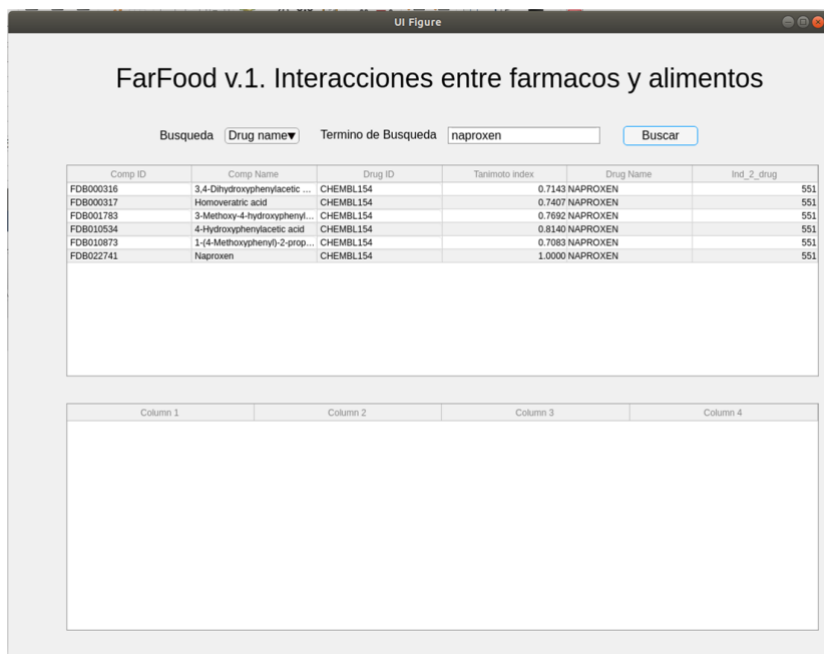 UI Figure
FarFood v.1. Interacciones entre farmacos y alimentos
Busqueda Drug name Termino de Busqueda naproxen Buscar
Comp ID Comp Name Drug ID Tanimoto index Drug Name Ind_2_drug
FDB000316 3,4-Dihydroxyphenylacetic ... CHEMBL154 0.7143 NAPROXEN 551
FDB000317 Homoveratric acid CHEMBL154 0.7407 NAPROXEN 551
FDB001783 3-Methoxy-4-hydroxyphenyl... CHEMBL154 0.7692 NAPROXEN 551
FDB010534 4-Hydroxyphenylacetic acid CHEMBL154 0.8140 NAPROXEN 551
FDB010873 1-(4-Methoxyphenyl)-2-prop... CHEMBL154 0.7083 NAPROXEN 551
FDB022741 Naproxen CHEMBL154 1.0000 NAPROXEN 551
Column 1 Column 2 Column 3 Column 4